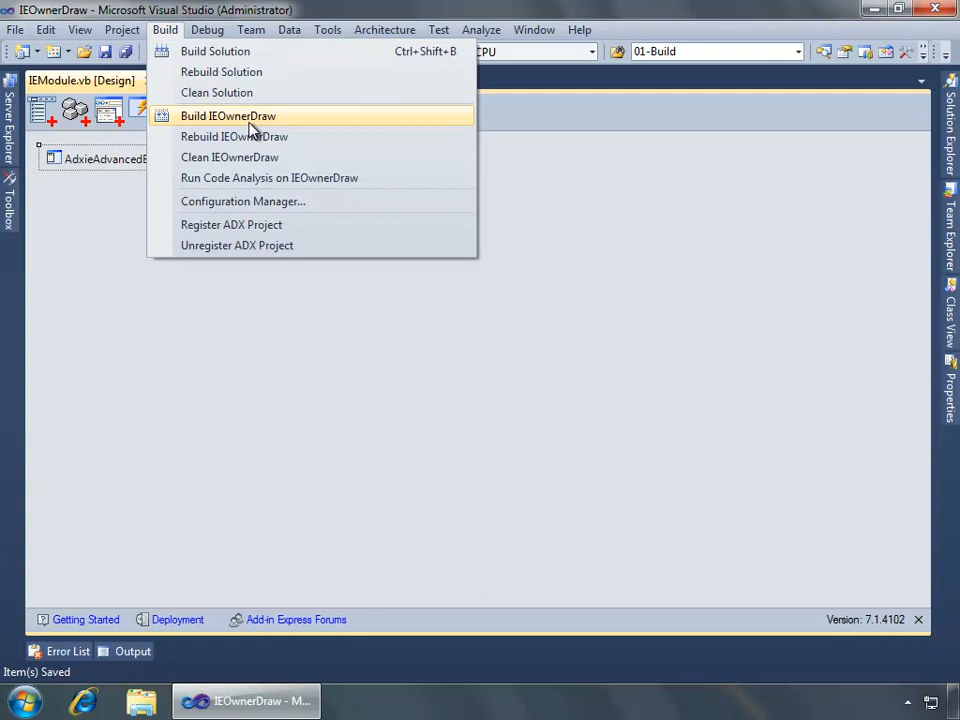 IEOwnerDraw - Microsoft Visual Studio (Administrator)
File Edit View Project Build Debug Team Data Tools Architecture Test Analyze Window Help
Build Solution Ctrl+Shift+B
CPU
01-Build
Rebuild Solution
IEModule.vb [Design]
Clean Solution
Build IEOwnerDraw
Rebuild IEOwnerDraw
AdxieAdvancedB
Clean IEOwnerDraw
Run Code Analysis on IEOwnerDraw
Configuration Manager...
Register ADX Project
Unregister ADX Project
Server Explorer
Toolbox
Solution Explorer
Team Explorer
Class View
Properties
Getting Started Deployment Add-in Express Forums Version: 7.1.4102
Error List Output
Item(s) Saved
IEOwnerDraw - M...